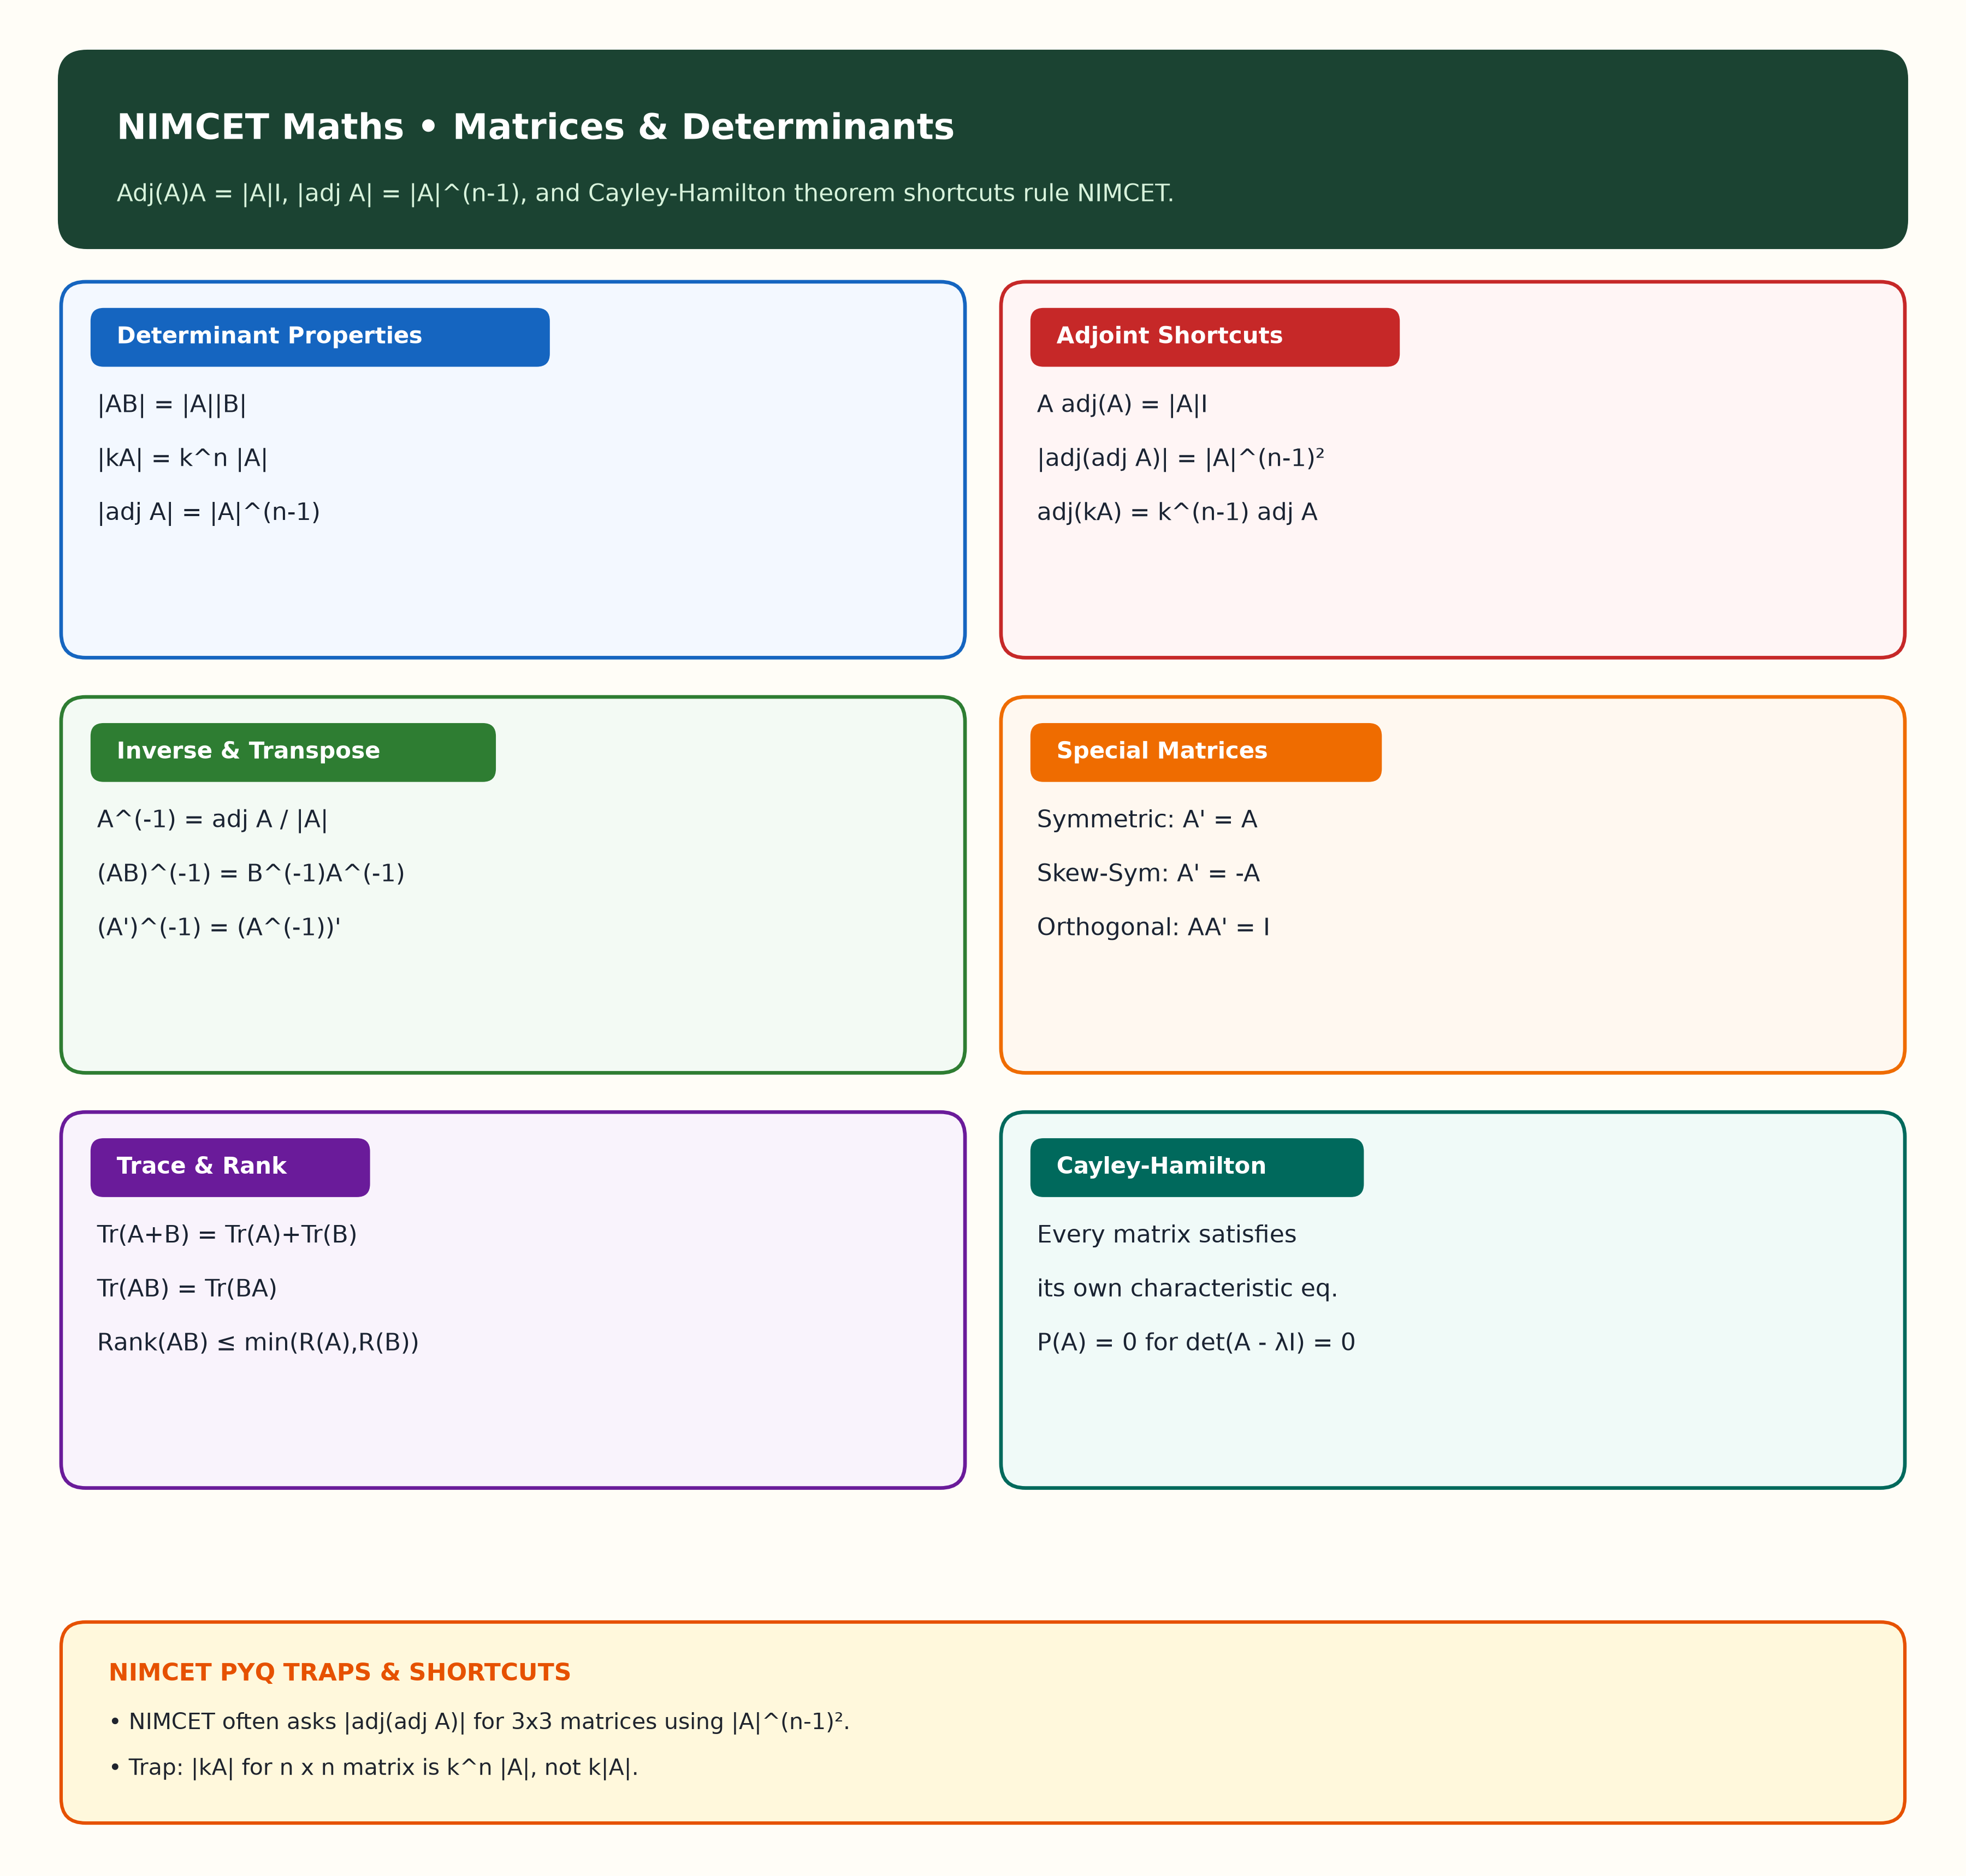 NIMCET Maths • Matrices & Determinants
Adj(A)A = |A|I, |adj A| = |A|^(n-1), and Cayley-Hamilton theorem shortcuts rule NIMCET.
Determinant Properties
|AB| = |A||B|
|kA| = k^n |A|
|adj A| = |A|^(n-1)
Adjoint Shortcuts
A adj(A) = |A|I
|adj(adj A)| = |A|^(n-1)²
adj(kA) = k^(n-1) adj A
Inverse & Transpose
A^(-1) = adj A / |A|
(AB)^(-1) = B^(-1)A^(-1)
(A')^(-1) = (A^(-1))'
Special Matrices
Symmetric: A' = A
Skew-Sym: A' = -A
Orthogonal: AA' = I
Trace & Rank
Tr(A+B) = Tr(A)+Tr(B)
Tr(AB) = Tr(BA)
Rank(AB) ≤ min(R(A),R(B))
Cayley-Hamilton
Every matrix satisfies
its own characteristic eq.
P(A) = 0 for det(A - λI) = 0
NIMCET PYQ TRAPS & SHORTCUTS
• NIMCET often asks |adj(adj A)| for 3x3 matrices using |A|^(n-1)².
• Trap: |kA| for n x n matrix is k^n |A|, not k|A|.